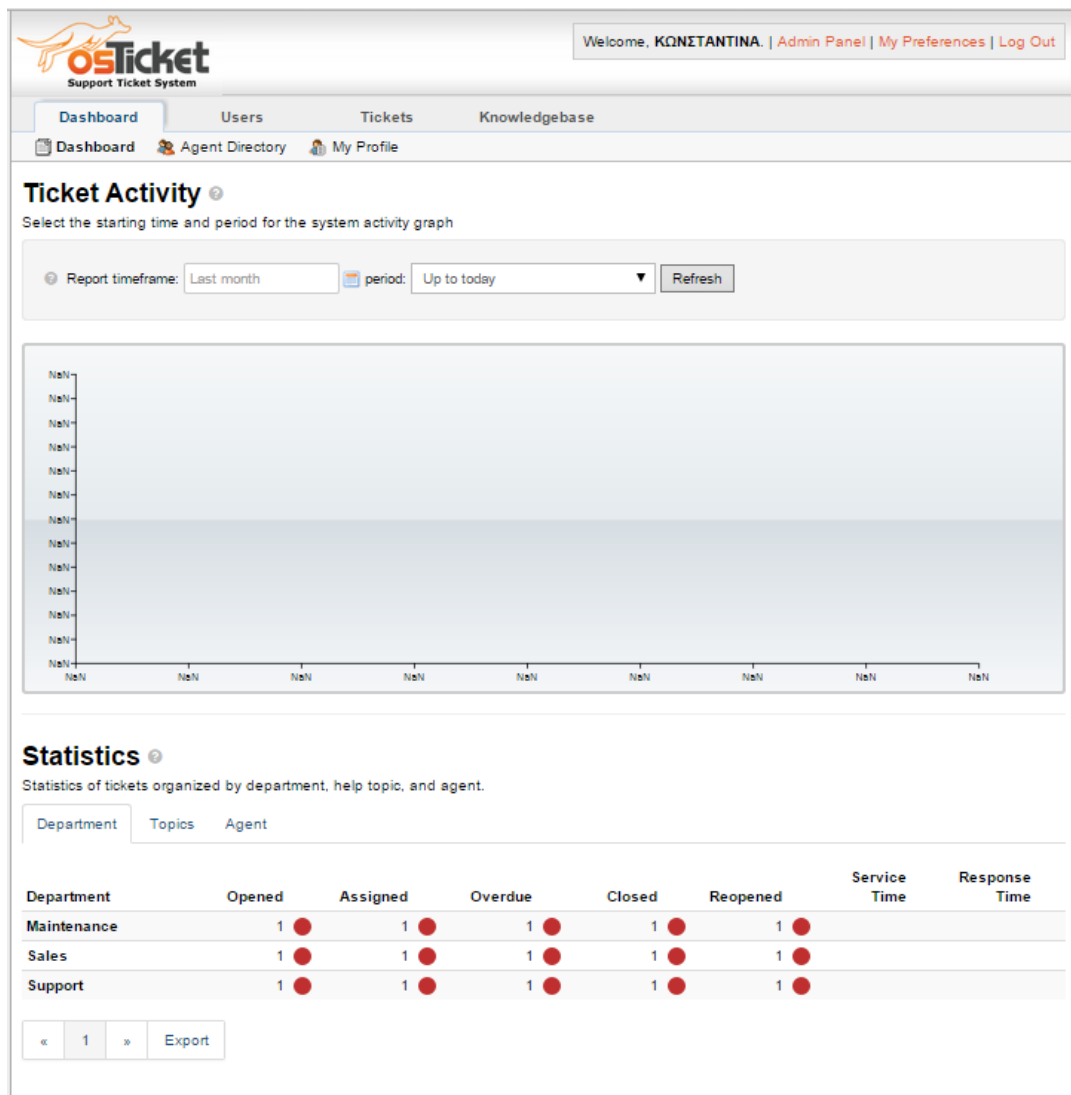 osTicket
Support Ticket System
Welcome, ΚΩΝΣΤΑΝΤΙΝΑ. | Admin Panel | My Preferences | Log Out
Dashboard Users Tickets Knowledgebase
Dashboard Agent Directory My Profile
Ticket Activity
Select the starting time and period for the system activity graph
Report timeframe: Last month period: Up to today Refresh
NaN
NaN
NaN
NaN
NaN
NaN
NaN
NaN
NaN
NaN
NaN
NaN
NaN
NaN NaN NaN NaN NaN NaN NaN NaN NaN
Statistics
Statistics of tickets organized by department, help topic, and agent.
Department Topics Agent
Department Opened Assigned Overdue Closed Reopened Service Time Response Time
Maintenance 1 1 1 1 1
Sales 1 1 1 1 1
Support 1 1 1 1 1
« 1 » Export